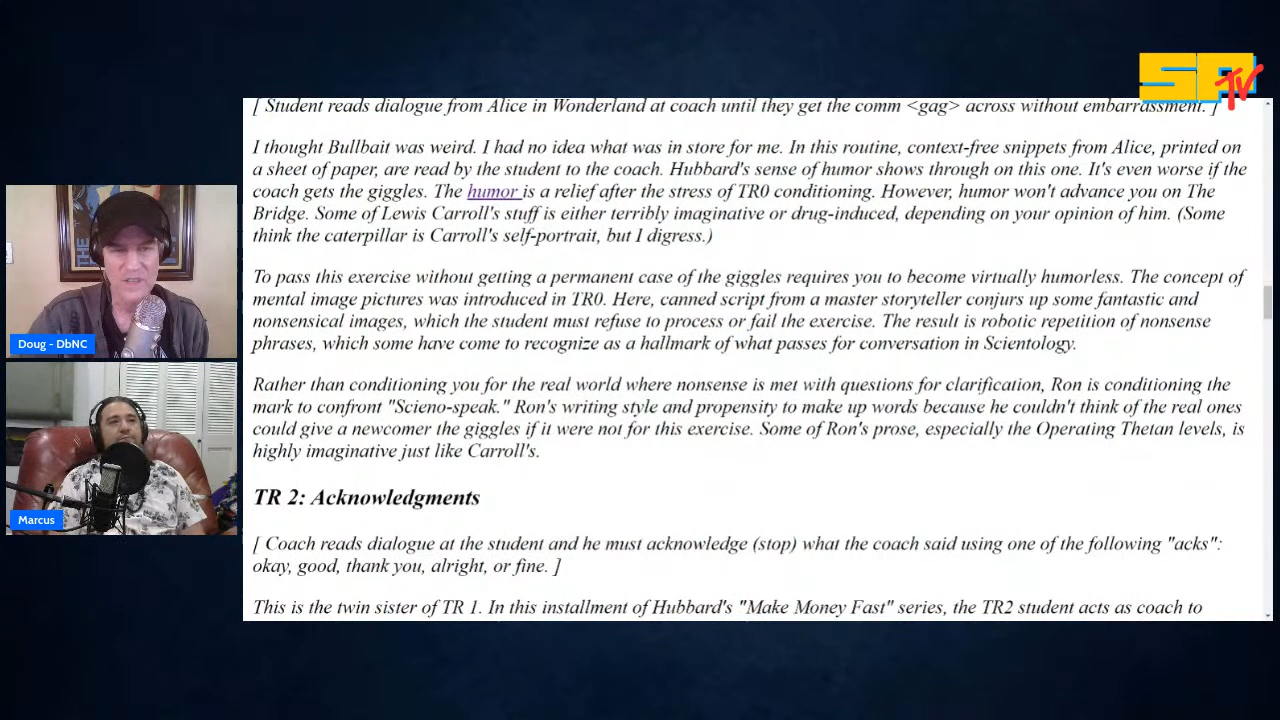 SPTV
[ Student reads dialogue from Alice in Wonderland at coach until they get the comm <gag> across without embarrassment. ]
I thought Bullbait was weird. I had no idea what was in store for me. In this routine, context-free snippets from Alice, printed on
a sheet of paper, are read by the student to the coach. Hubbard's sense of humor shows through on this one. It's even worse if the
coach gets the giggles. The humor is a relief after the stress of TR0 conditioning. However, humor won't advance you on The
Bridge. Some of Lewis Carroll's stuff is either terribly imaginative or drug-induced, depending on your opinion of him. (Some
think the caterpillar is Carroll's self-portrait, but I digress.)
To pass this exercise without getting a permanent case of the giggles requires you to become virtually humorless. The concept of
mental image pictures was introduced in TR0. Here, canned script from a master storyteller conjurs up some fantastic and
nonsensical images, which the student must refuse to process or fail the exercise. The result is robotic repetition of nonsense
phrases, which some have come to recognize as a hallmark of what passes for conversation in Scientology.
Rather than conditioning you for the real world where nonsense is met with questions for clarification, Ron is conditioning the
mark to confront "Scieno-speak." Ron's writing style and propensity to make up words because he couldn't think of the real ones
could give a newcomer the giggles if it were not for this exercise. Some of Ron's prose, especially the Operating Thetan levels, is
highly imaginative just like Carroll's.
TR 2: Acknowledgments
[ Coach reads dialogue at the student and he must acknowledge (stop) what the coach said using one of the following "acks":
okay, good, thank you, alright, or fine. ]
This is the twin sister of TR 1. In this installment of Hubbard's "Make Money Fast" series, the TR2 student acts as coach to
Doug - DbNC
Marcus